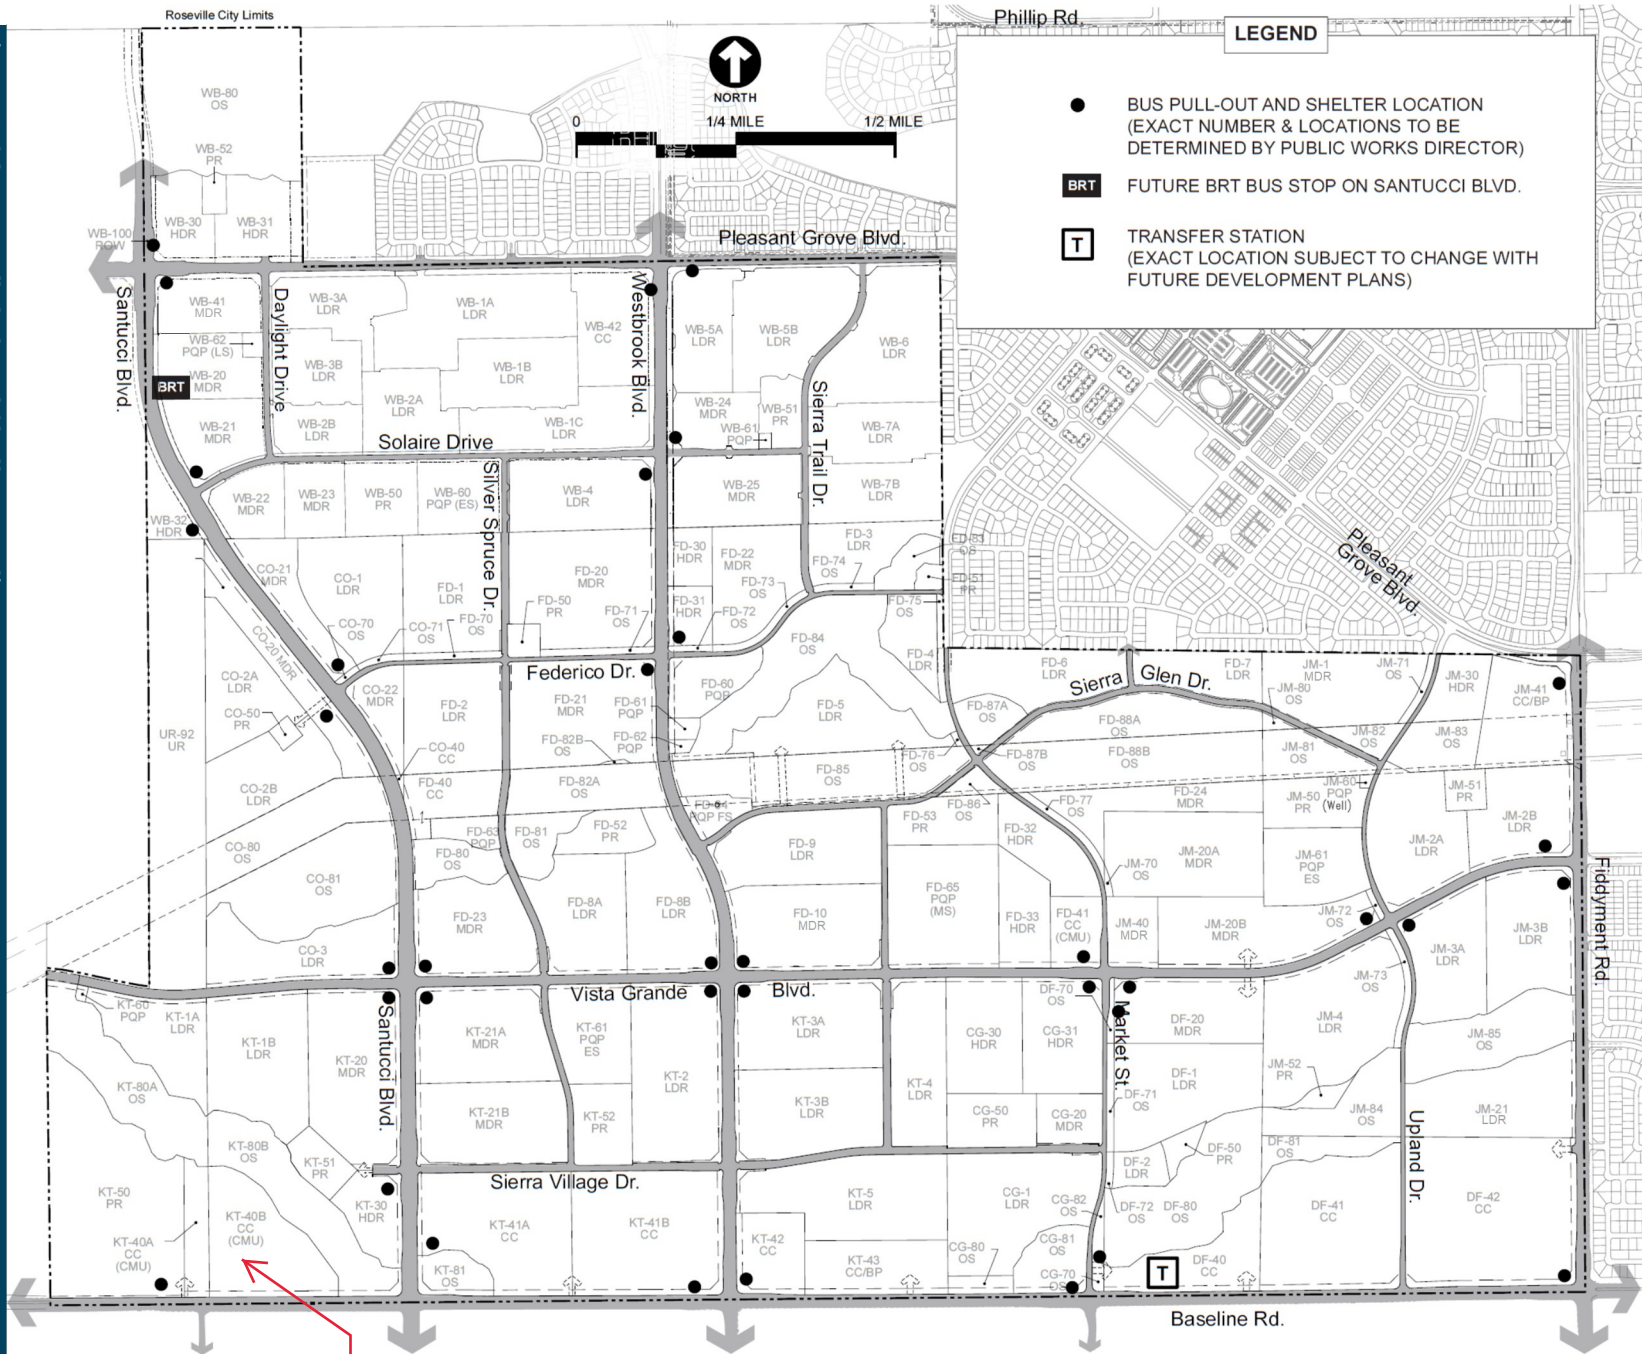 Roseville City Limits
Phillip Rd.
LEGEND
BUS PULL-OUT AND SHELTER LOCATION
(EXACT NUMBER & LOCATIONS TO BE
DETERMINED BY PUBLIC WORKS DIRECTOR)
BRT
FUTURE BRT BUS STOP ON SANTUCCI BLVD.
T
TRANSFER STATION
(EXACT LOCATION SUBJECT TO CHANGE WITH
FUTURE DEVELOPMENT PLANS)
NORTH
0 1/4 MILE 1/2 MILE
WB-80
OS
WB-52
PR
WB-30
HDR
WB-31
HDR
WB-100
ROW
Pleasant Grove Blvd.
Santucci Blvd.
Daylight Drive
Westbrook Blvd.
Sierra Trail Dr.
WB-41
MDR
WB-62
PQP (LS)
BRT
WB-20
MDR
WB-21
MDR
WB-3A
LDR
WB-1A
LDR
WB-42
CC
WB-3B
LDR
WB-1B
LDR
WB-2A
LDR
WB-2B
LDR
WB-1C
LDR
WB-5A
LDR
WB-5B
LDR
WB-6
LDR
WB-24
MDR
WB-51
PR
WB-61
PQP
WB-7A
LDR
Solaire Drive
Silver Spruce Dr.
WB-22
MDR
WB-23
MDR
WB-50
PR
WB-60
PQP (ES)
WB-4
LDR
WB-25
MDR
WB-7B
LDR
WB-32
HDR
CO-21
MDR
CO-1
LDR
FD-1
LDR
FD-20
MDR
FD-30
HDR
FD-22
MDR
FD-3
LDR
FD-74
OS
FD-83
OS
FD-51
PR
FD-73
OS
FD-31
HDR
FD-72
OS
FD-75
OS
FD-50
PR
FD-71
OS
CO-70
OS
CO-71
OS
FD-70
OS
CO-20 MDR
FD-84
OS
FD-4
LDR
Pleasant
Grove Blvd.
Federico Dr.
CO-2A
LDR
CO-50
PR
CO-22
MDR
FD-2
LDR
FD-21
MDR
FD-61
PQP
FD-62
PQP
FD-60
PQP
FD-5
LDR
FD-6
LDR
Sierra Glen Dr.
FD-7
LDR
JM-1
MDR
JM-71
OS
JM-30
HDR
JM-41
CC/BP
JM-80
OS
FD-87A
OS
FD-88A
OS
UR-92
UR
CO-40
CC
FD-82B
OS
FD-76
OS
FD-87B
OS
FD-88B
OS
JM-81
OS
JM-82
OS
JM-83
OS
CO-2B
LDR
FD-40
CC
FD-82A
OS
FD-85
OS
FD-86
OS
FD-77
OS
FD-24
MDR
JM-50
PR
JM-60
PQP
(Well)
JM-51
PR
PQP FS
FD-63
PQP
FD-81
OS
FD-52
PR
FD-53
PR
FD-32
HDR
JM-2B
LDR
CO-80
OS
FD-80
OS
FD-9
LDR
JM-20A
MDR
JM-61
PQP
ES
JM-2A
LDR
JM-70
OS
CO-81
OS
FD-8A
LDR
FD-8B
LDR
FD-65
PQP
(MS)
Fiddyment Rd.
FD-23
MDR
FD-10
MDR
FD-33
HDR
FD-41
CC
(CMU)
JM-40
MDR
JM-20B
MDR
JM-72
OS
JM-3A
LDR
JM-3B
LDR
CO-3
LDR
JM-73
OS
Vista Grande Blvd.
KT-60
PQP
KT-1A
LDR
KT-1B
LDR
KT-20
MDR
Santucci Blvd.
KT-21A
MDR
KT-61
PQP
ES
KT-2
LDR
KT-3A
LDR
CG-30
HDR
CG-31
HDR
DF-70
OS
Market St.
DF-20
MDR
JM-4
LDR
JM-85
OS
KT-80A
OS
DF-1
LDR
JM-52
PR
KT-21B
MDR
KT-52
PR
KT-3B
LDR
KT-4
LDR
CG-50
PR
CG-20
MDR
DF-71
OS
JM-84
OS
Upland Dr.
JM-21
LDR
KT-80B
OS
KT-51
PR
DF-2
LDR
DF-50
PR
DF-81
OS
Sierra Village Dr.
KT-50
PR
KT-30
HDR
KT-5
LDR
CG-1
LDR
CG-82
OS
DF-72
OS
DF-80
OS
DF-41
CC
DF-42
CC
KT-40A
CC
(CMU)
KT-40B
CC
(CMU)
KT-41A
CC
KT-41B
CC
KT-42
CC
KT-43
CC/BP
CG-80
OS
CG-81
OS
KT-81
OS
CG-70
OS
T
DF-40
CC
Baseline Rd.